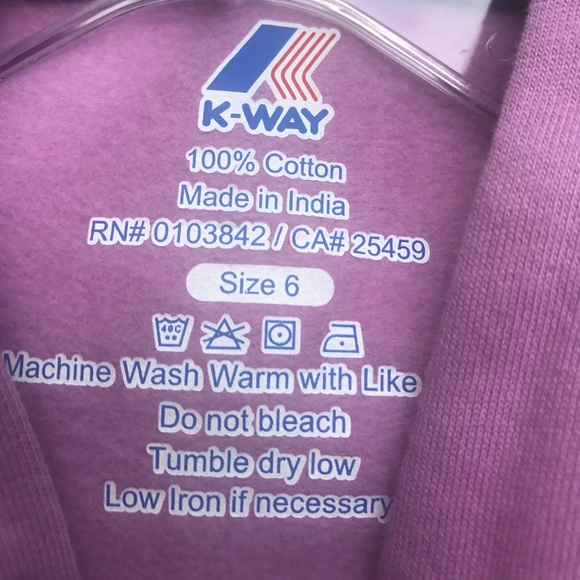 K-WAY
100% Cotton
Made in India
RN# 0103842 / CA# 25459
Size 6
40C
Machine Wash Warm with Like
Do not bleach
Tumble dry low
Low Iron if necessary